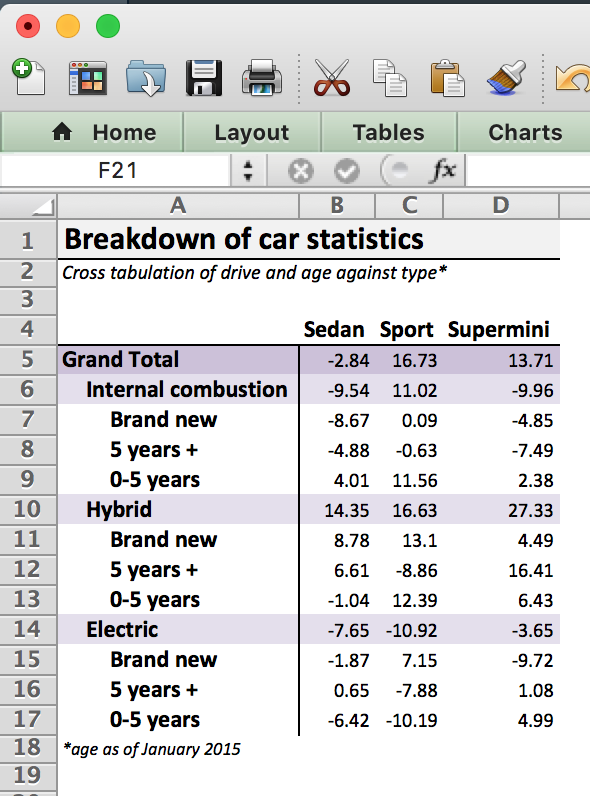 Home Layout Tables Charts
F21 fx
A B C D
1 Breakdown of car statistics
2 Cross tabulation of drive and age against type*
3
4 Sedan Sport Supermini
5 Grand Total -2.84 16.73 13.71
6 Internal combustion -9.54 11.02 -9.96
7 Brand new -8.67 0.09 -4.85
8 5 years + -4.88 -0.63 -7.49
9 0-5 years 4.01 11.56 2.38
10 Hybrid 14.35 16.63 27.33
11 Brand new 8.78 13.1 4.49
12 5 years + 6.61 -8.86 16.41
13 0-5 years -1.04 12.39 6.43
14 Electric -7.65 -10.92 -3.65
15 Brand new -1.87 7.15 -9.72
16 5 years + 0.65 -7.88 1.08
17 0-5 years -6.42 -10.19 4.99
18 *age as of January 2015
19